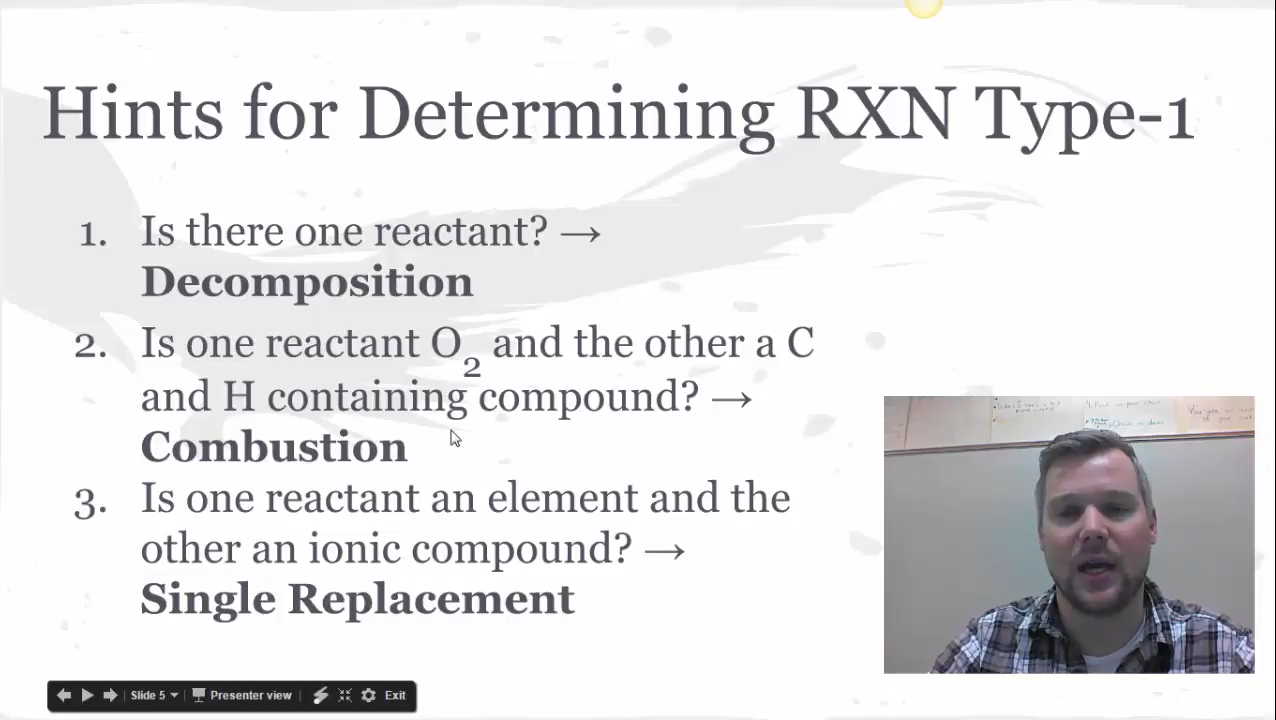 Hints for Determining RXN Type-1
1. Is there one reactant? →
Decomposition
2. Is one reactant O2 and the other a C
and H containing compound? →
Combustion
3. Is one reactant an element and the
other an ionic compound? →
Single Replacement
Slide 5
Presenter view
Exit